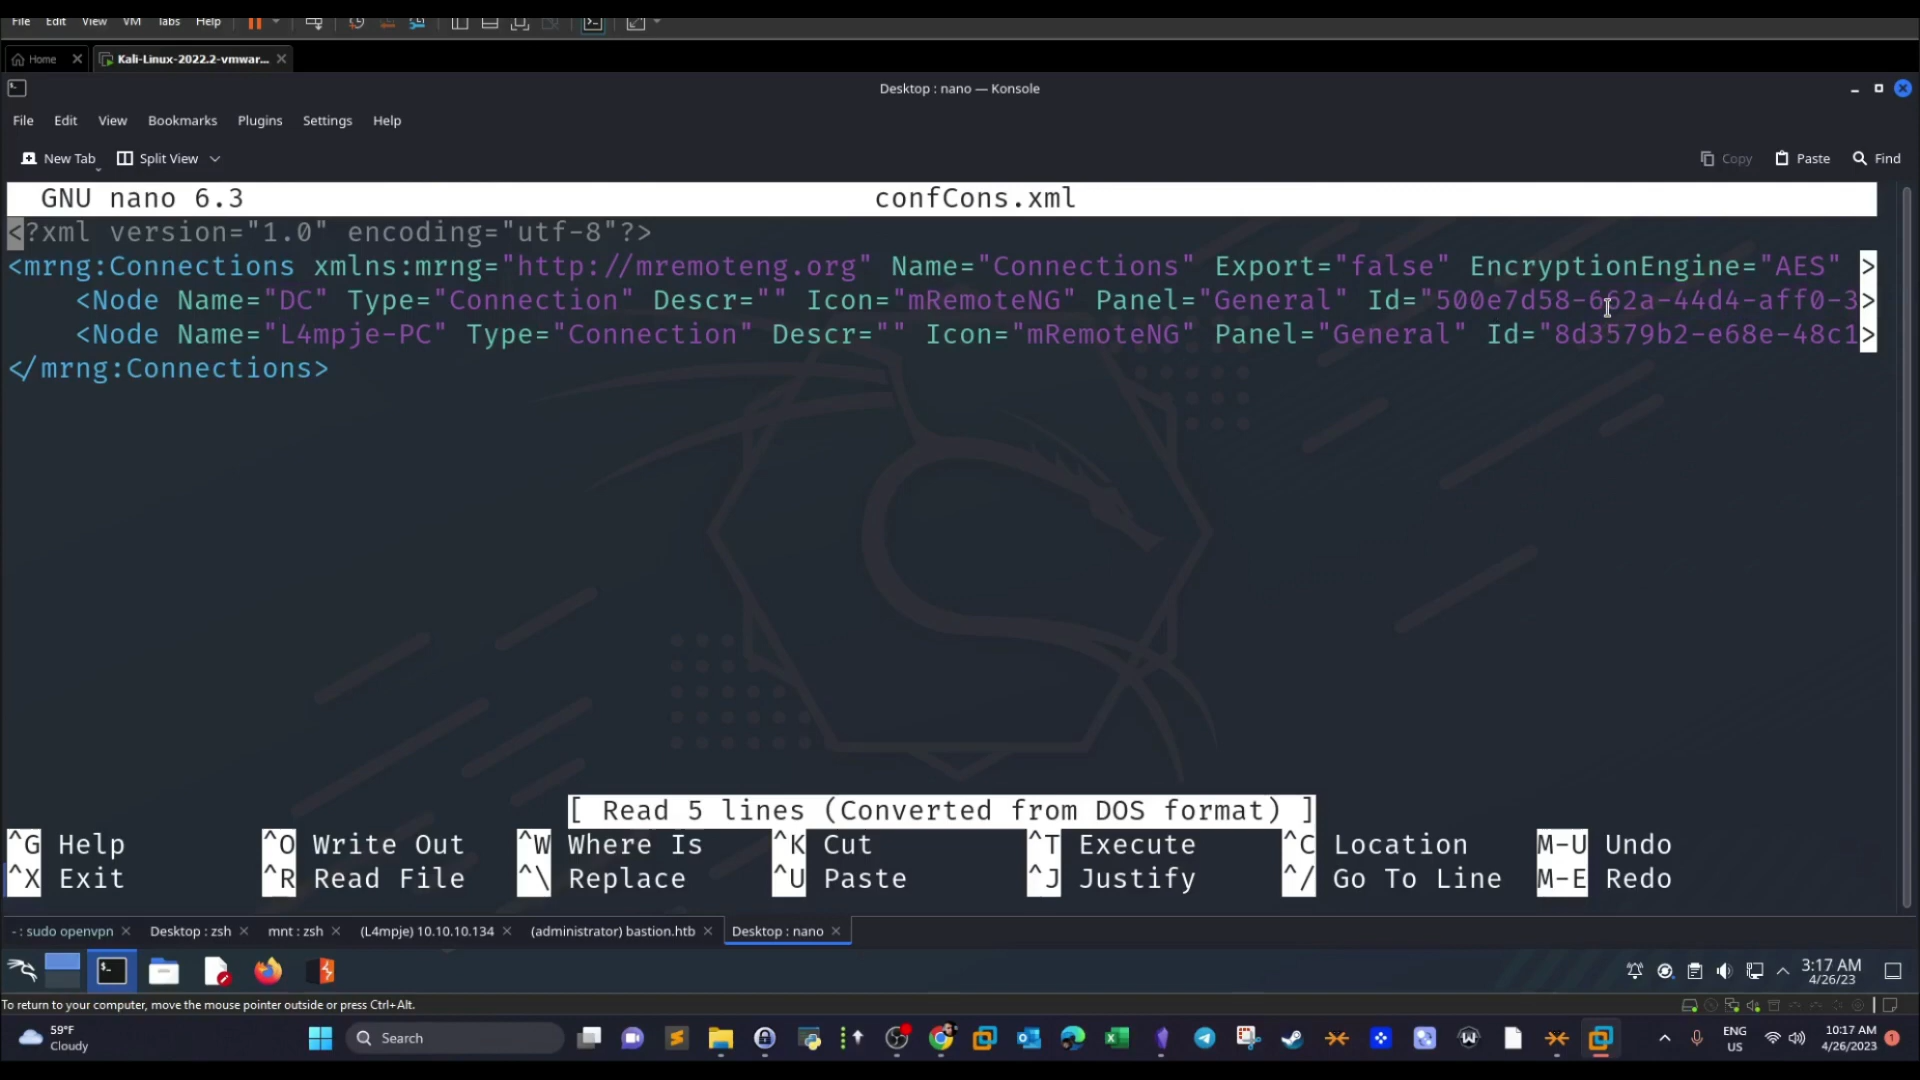 File Edit View VM Tabs Help
Home Kali-Linux-2022.2-vmwar...
Desktop : nano — Konsole
File Edit View Bookmarks Plugins Settings Help
New Tab Split View Copy Paste Find
GNU nano 6.3 confCons.xml
<?xml version="1.0" encoding="utf-8"?>
<mrng:Connections xmlns:mrng="http://mremoteng.org" Name="Connections" Export="false" EncryptionEngine="AES" >
<Node Name="DC" Type="Connection" Descr="" Icon="mRemoteNG" Panel="General" Id="500e7d58-662a-44d4-aff0-3>
<Node Name="L4mpje-PC" Type="Connection" Descr="" Icon="mRemoteNG" Panel="General" Id="8d3579b2-e68e-48c1>
</mrng:Connections>
[ Read 5 lines (Converted from DOS format) ]
^G Help ^O Write Out ^W Where Is ^K Cut ^T Execute ^C Location M-U Undo
^X Exit ^R Read File ^\ Replace ^U Paste ^J Justify ^/ Go To Line M-E Redo
- : sudo openvpn Desktop : zsh mnt : zsh (L4mpje) 10.10.10.134 (administrator) bastion.htb Desktop : nano
3:17 AM
4/26/23
To return to your computer, move the mouse pointer outside or press Ctrl+Alt.
59°F
Cloudy
Search
ENG
US
10:17 AM
4/26/2023
1